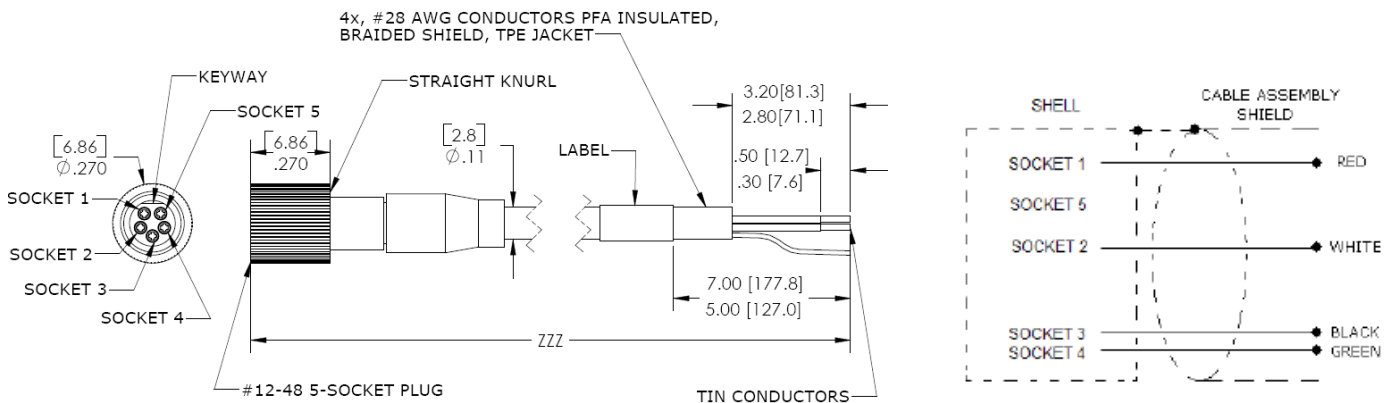 4x, #28 AWG CONDUCTORS PFA INSULATED,
BRAIDED SHIELD, TPE JACKET
KEYWAY
STRAIGHT KNURL
SOCKET 5
[6.86]
Ø.270
SOCKET 1
SOCKET 2
SOCKET 3
SOCKET 4
[6.86]
.270
[2.8]
Ø.11
LABEL
3.20[81.3]
2.80[71.1]
.50 [12.7]
.30 [7.6]
7.00 [177.8]
5.00 [127.0]
ZZZ
#12-48 5-SOCKET PLUG
TIN CONDUCTORS
SHELL
CABLE ASSEMBLY
SHIELD
SOCKET 1
RED
SOCKET 5
SOCKET 2
WHITE
SOCKET 3
BLACK
SOCKET 4
GREEN